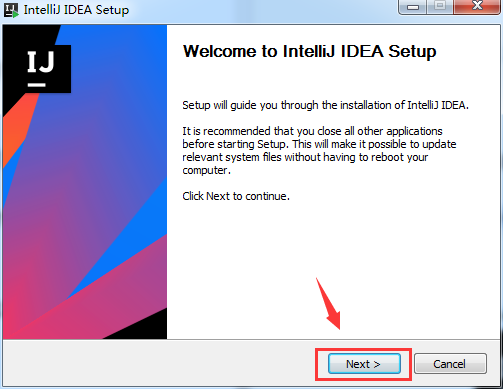 IntelliJ IDEA Setup
IJ
Welcome to IntelliJ IDEA Setup
Setup will guide you through the installation of IntelliJ IDEA.
It is recommended that you close all other applications
before starting Setup. This will make it possible to update
relevant system files without having to reboot your
computer.
Click Next to continue.
Next >
Cancel